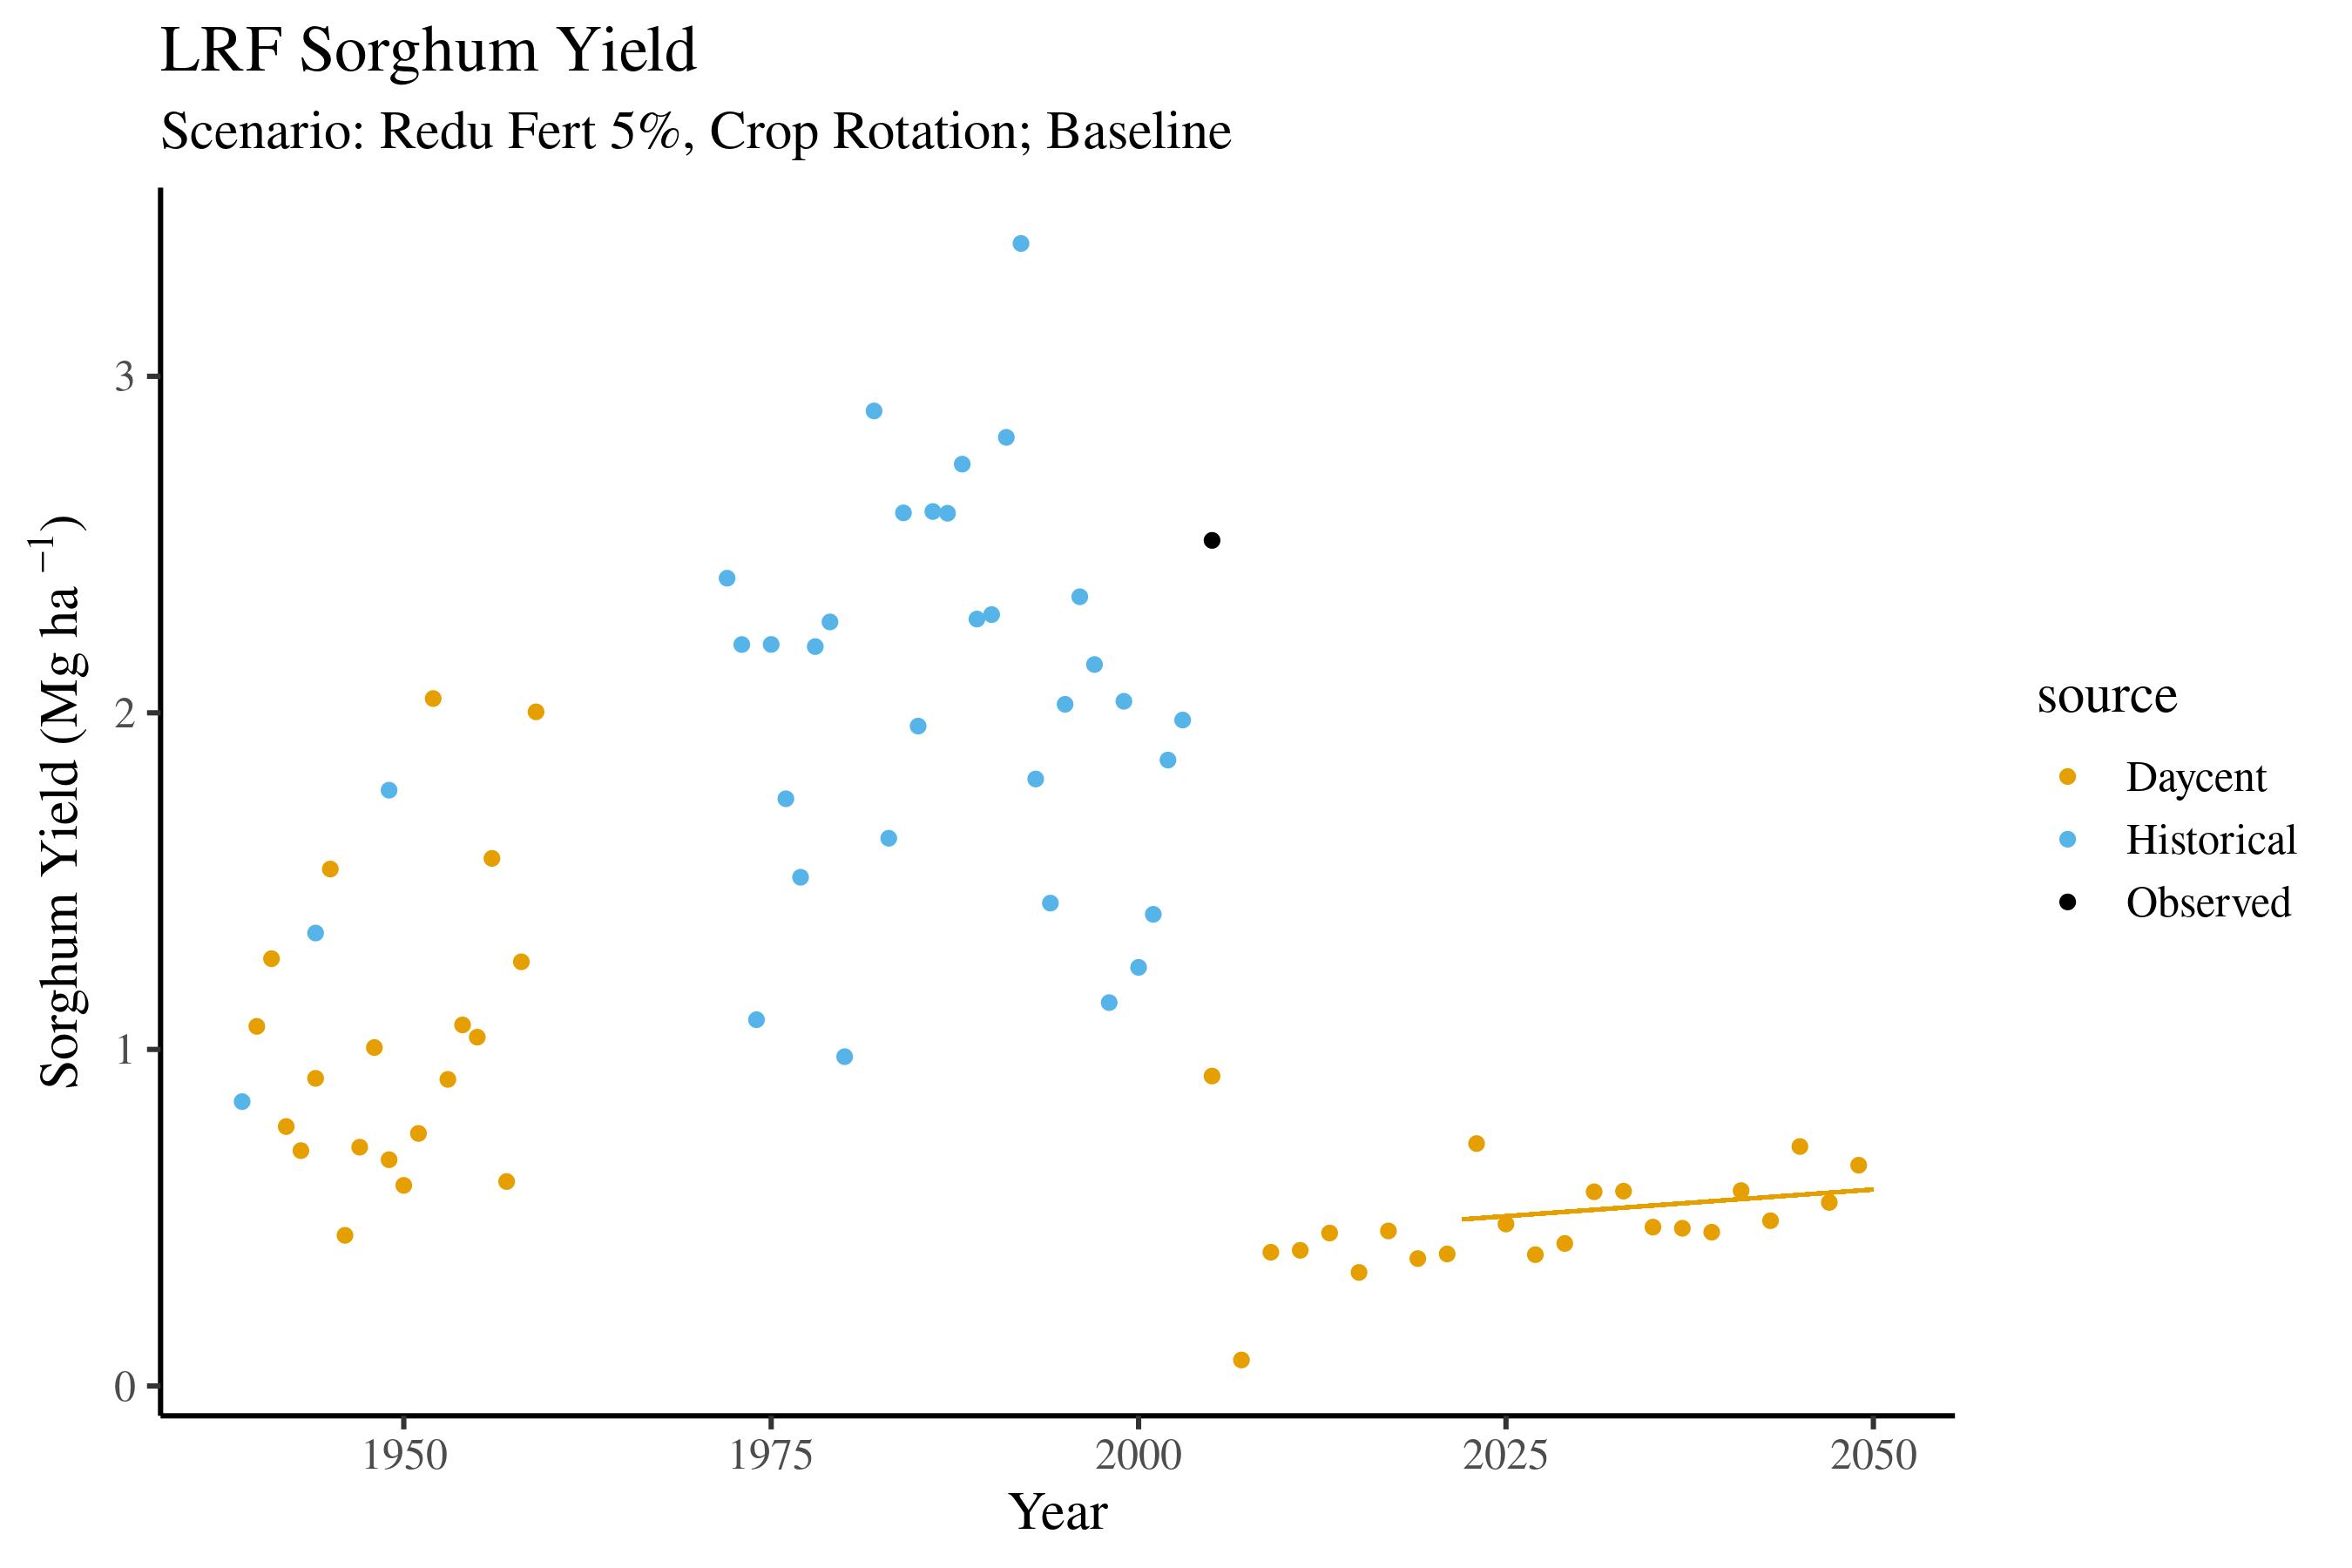 LRF Sorghum Yield
Scenario: Redu Fert 5%, Crop Rotation; Baseline
Sorghum Yield (Mg ha −1)
3
2
1
0
1950
1975
2000
2025
2050
Year
source
Daycent
Historical
Observed